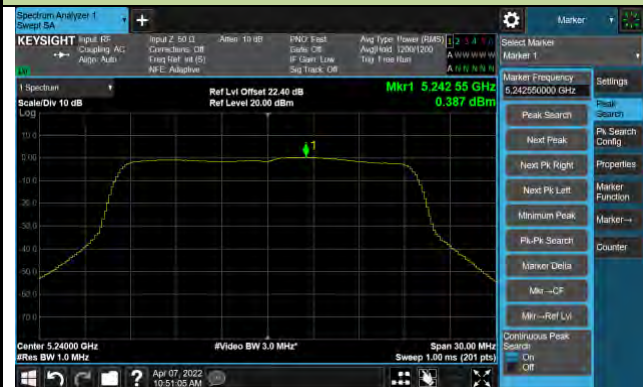 Spectrum Analyzer 1
Swept SA
+
Marker
KEYSIGHT
Input: RF
Coupling: AC
Align: Auto
Input Z: 50 Ω
Corrections: Off
Freq Ref: Int (S)
NFE: Adaptive
Atten: 10 dB
PNO: Fast
Gate: Off
IF Gain: Low
Sig Track: Off
Avg Type: Power (RMS)
Avg|Hold: 1200/1200
Trig: Free Run
1 2 3 4 5 6
A W W W W W
A N N N N N
Select Marker
Marker 1
1 Spectrum
Scale/Div 10 dB
Log
Ref Lvl Offset 22.40 dB
Ref Level 20.00 dBm
Mkr1 5.242 55 GHz
0.387 dBm
10.0
0.00
-10.0
-20.0
-30.0
-40.0
-50.0
-60.0
-70.0
1
Center 5.24000 GHz
#Res BW 1.0 MHz
#Video BW 3.0 MHz*
Span 30.00 MHz
Sweep 1.00 ms (201 pts)
Marker Frequency
5.242550000 GHz
Peak Search
Next Peak
Next Pk Right
Next Pk Left
Minimum Peak
Pk-Pk Search
Marker Delta
Mkr→CF
Mkr→Ref Lvl
Continuous Peak
Search
On
Off
Settings
Peak
Search
Pk Search
Config
Properties
Marker
Function
Marker→
Counter
?
Apr 07, 2022
10:51:05 AM